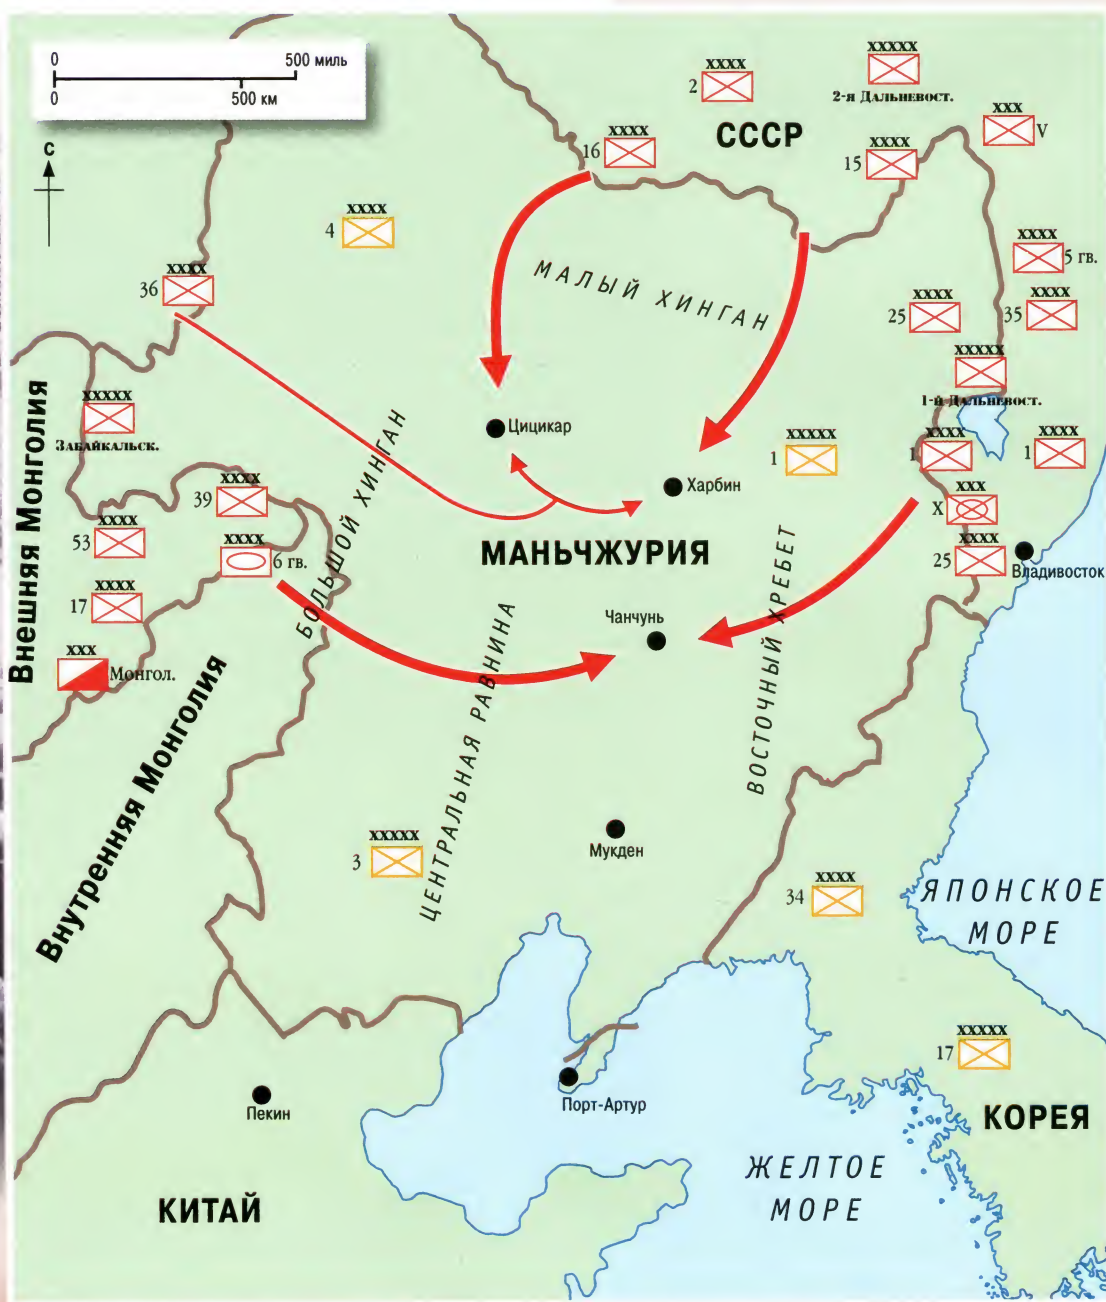 0
500 миль
0
500 км
С
XXXXX
2-я Дальневост.
XXXX
2
СССР
XXX
V
XXXX
16
XXXX
15
XXXX
4
XXXX
5 гв.
XXXX
36
МАЛЫЙ ХИНГАН
XXXX
25
XXXX
35
XXXXX
1-й Дальневост.
XXXXX
Забайкальск.
Внешняя Монголия
БОЛЬШОЙ ХИНГАН
Цицикар
XXXXX
1
XXXX
1
XXXX
1
Харбин
XXXX
39
XXX
X
XXXX
53
XXXX
6 гв.
МАНЬЧЖУРИЯ
XXXX
25
Владивосток
XXXX
17
Чанчунь
ВОСТОЧНЫЙ ХРЕБЕТ
XXX
Монгол.
Внутренняя Монголия
ЦЕНТРАЛЬНАЯ РАВНИНА
XXXXX
3
Мукден
XXXX
34
ЯПОНСКОЕ
МОРЕ
XXXXX
17
Пекин
Порт-Артур
КОРЕЯ
ЖЕЛТОЕ
МОРЕ
КИТАЙ